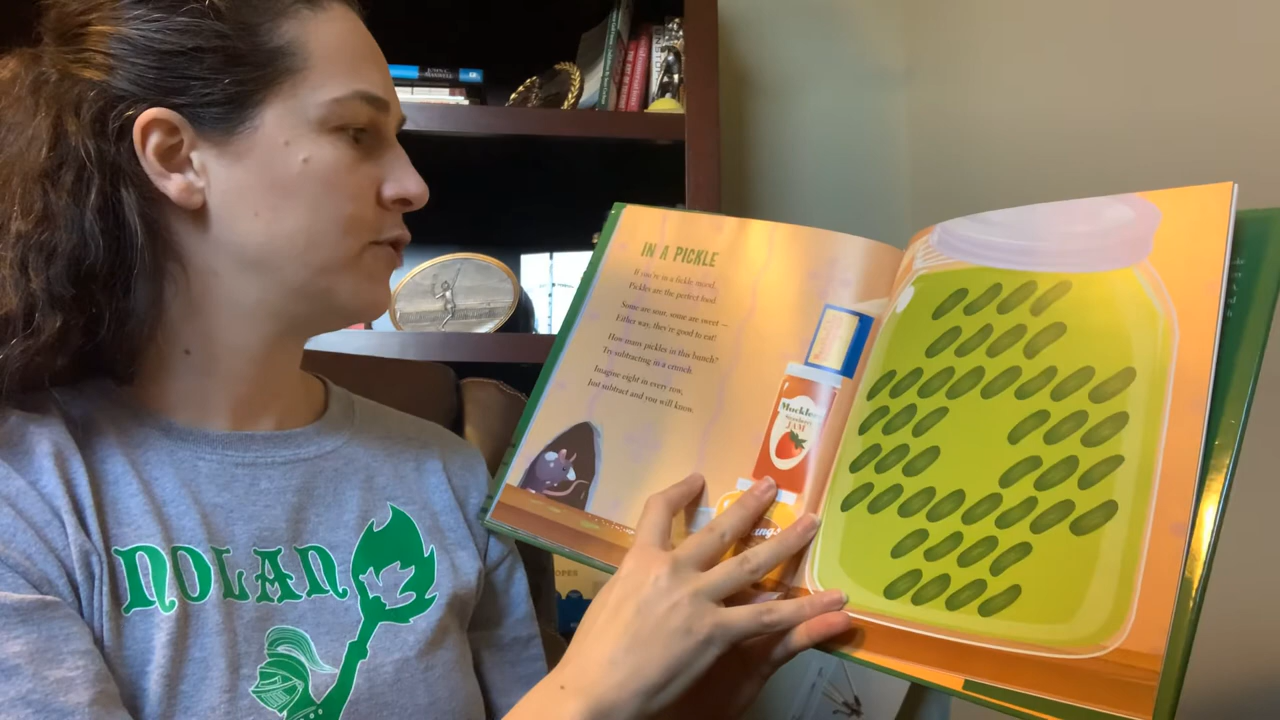 IN A PICKLE
If you're in a fickle mood,
Pickles are the perfect food.
Some are sour, some are sweet —
Either way, they're good to eat!
How many pickles in this bunch?
Try subtracting in a crunch.
Imagine eight in every row,
Just subtract and you will know.
Strawberry
JAM
NOLAN